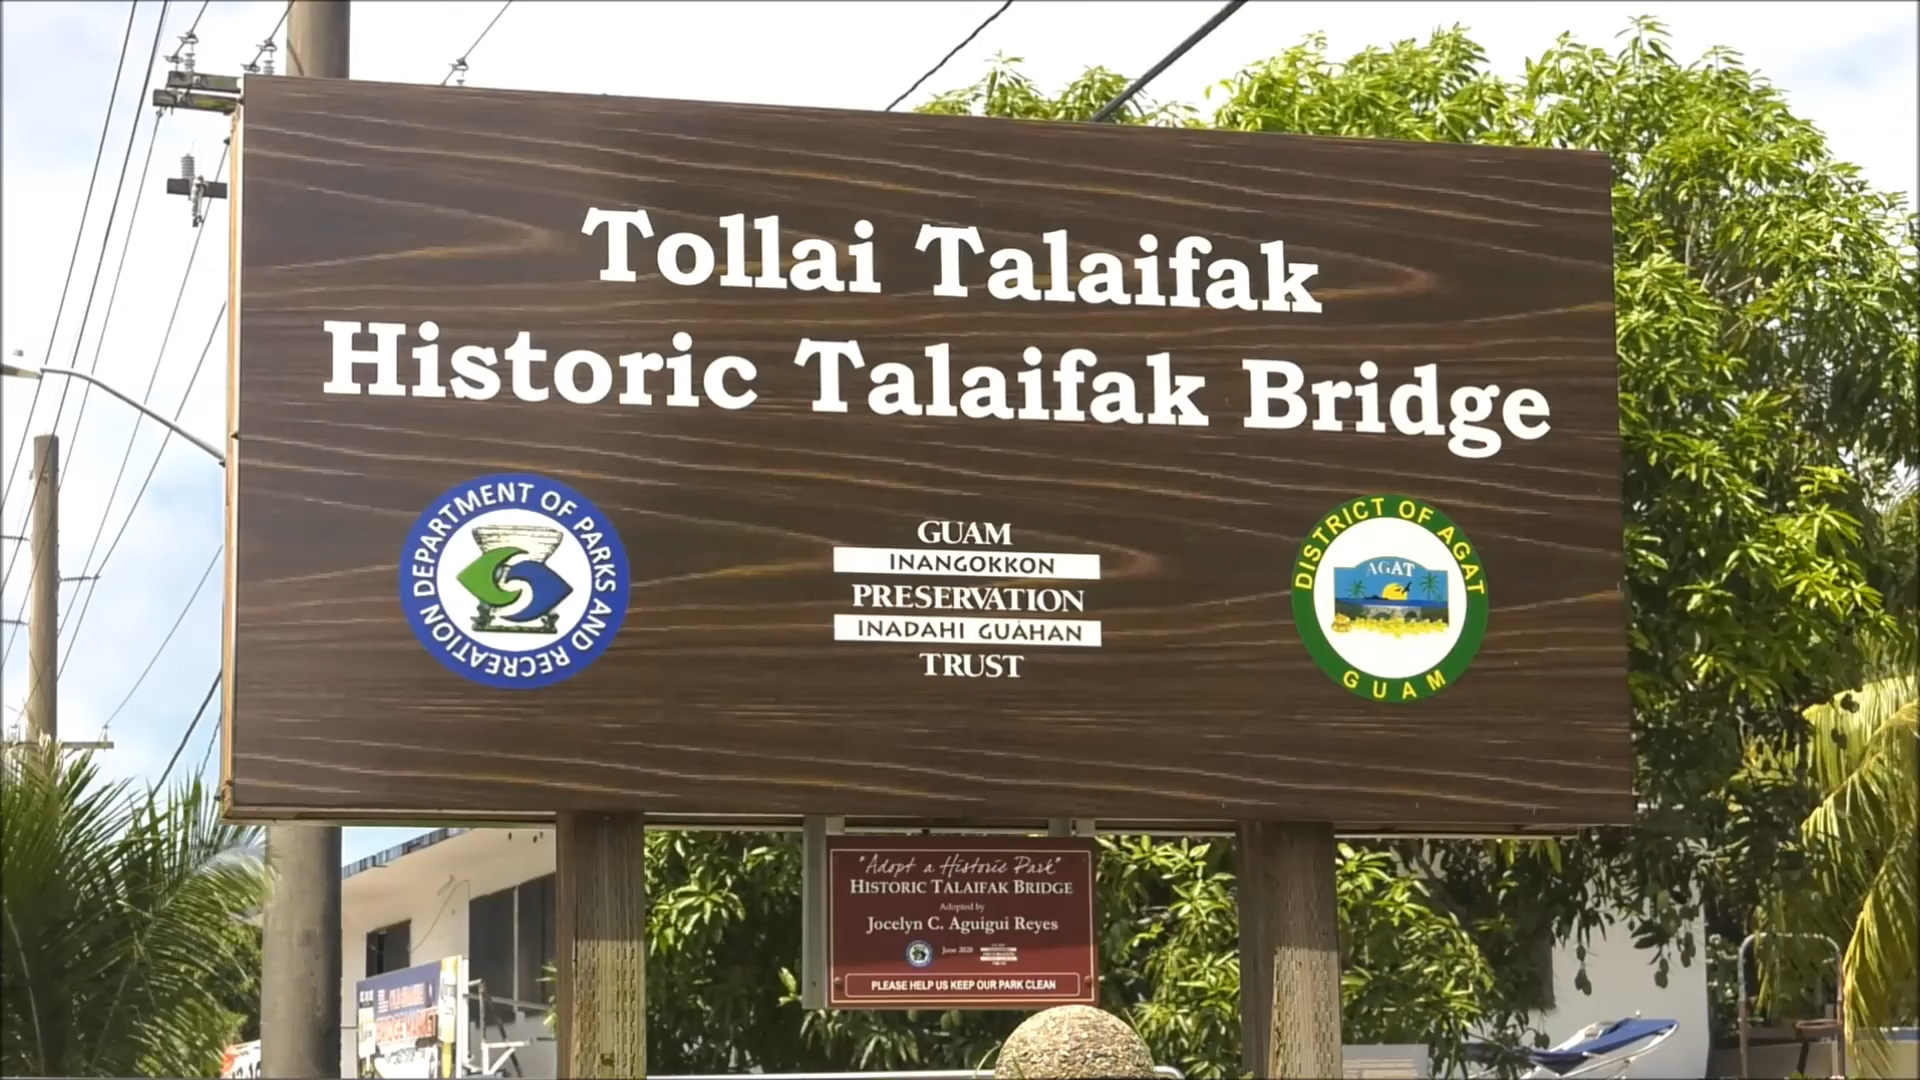 Tollai Talaifak
Historic Talaifak Bridge
DEPARTMENT OF PARKS AND RECREATION
GUAM
INANGOKKON
PRESERVATION
INADAHI GUÅHAN
TRUST
DISTRICT OF AGAT
AGAT
GUAM
"Adopt a Historic Park"
HISTORIC TALAIFAK BRIDGE
Adopted by
Jocelyn C. Aguigui Reyes
June 2020
PLEASE HELP US KEEP OUR PARK CLEAN